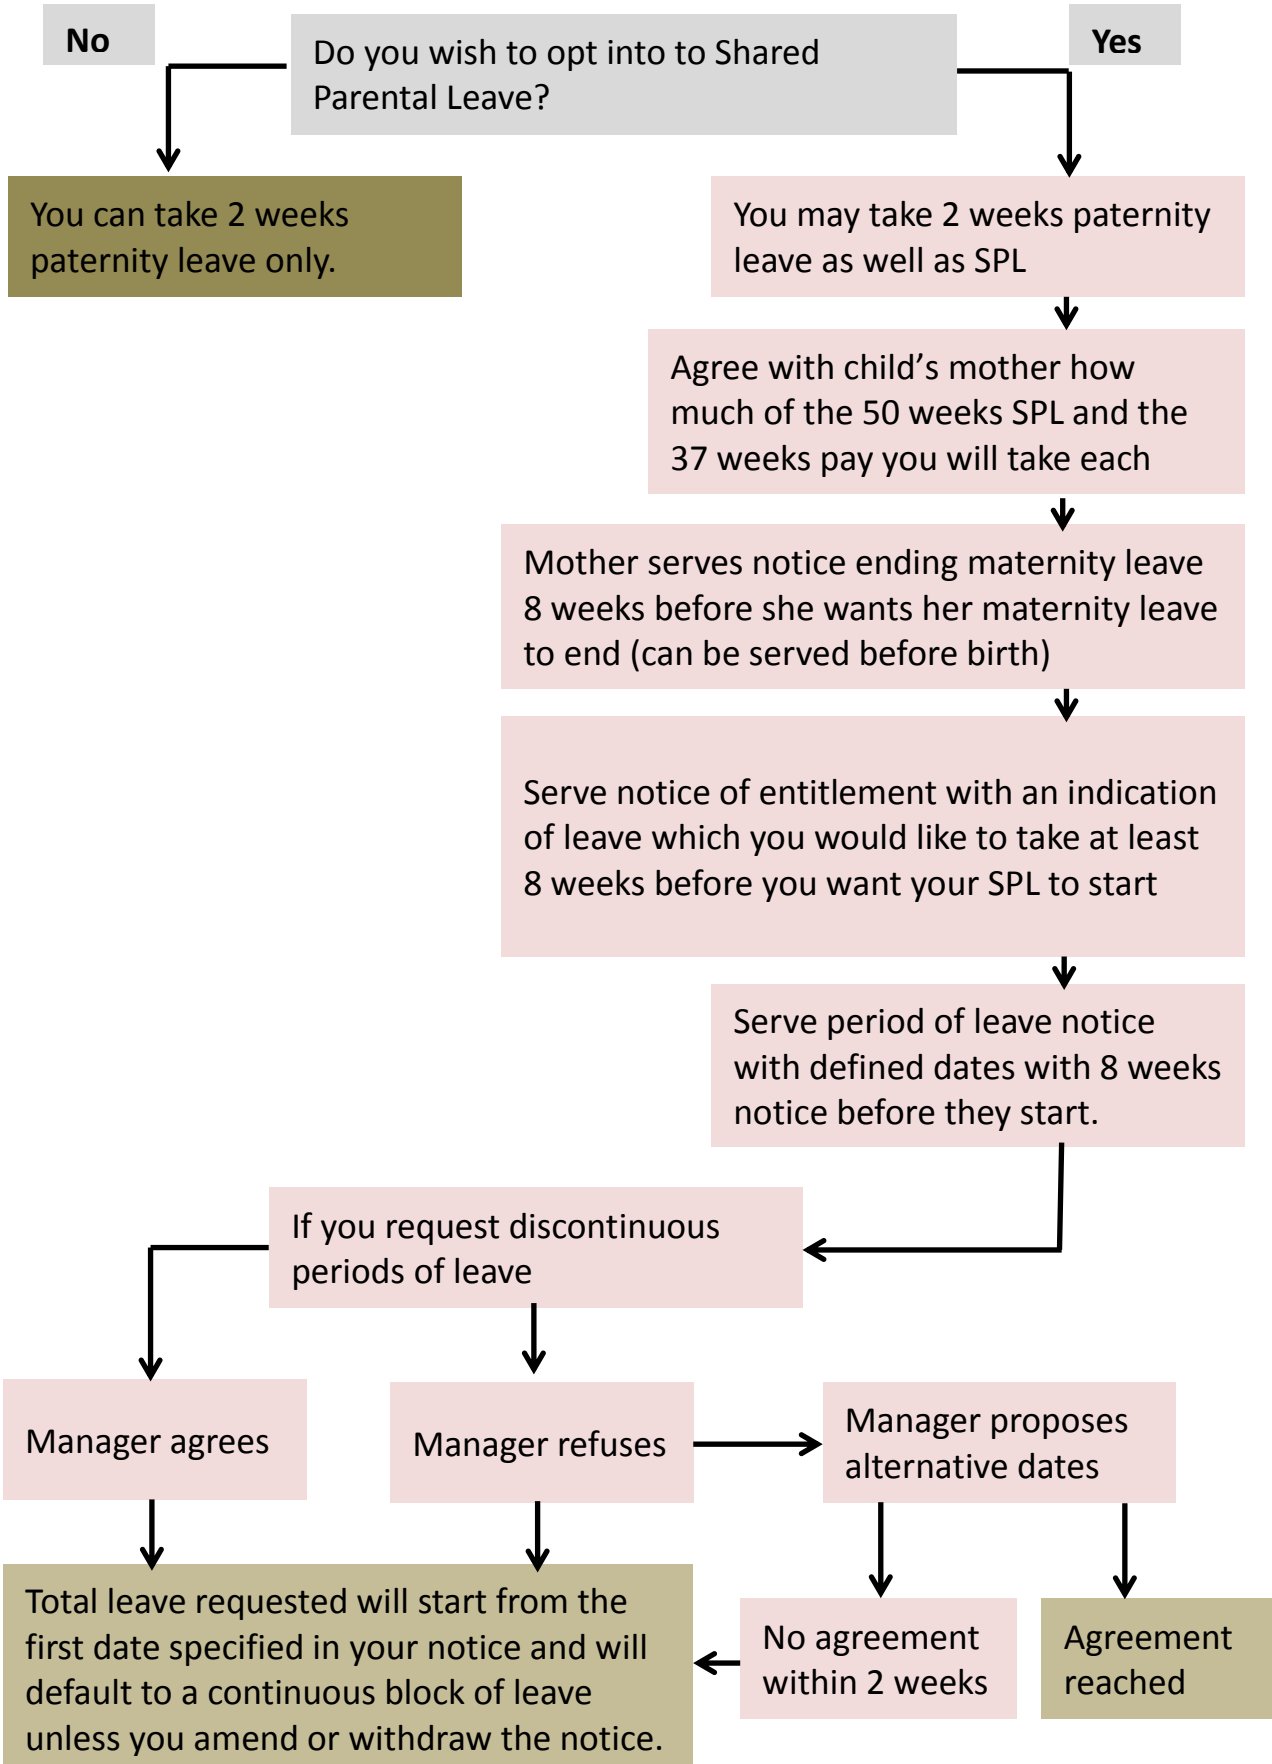 No
Do you wish to opt into to Shared
Parental Leave?
Yes
You can take 2 weeks
paternity leave only.
You may take 2 weeks paternity
leave as well as SPL
Agree with child’s mother how
much of the 50 weeks SPL and the
37 weeks pay you will take each
Mother serves notice ending maternity leave
8 weeks before she wants her maternity leave
to end (can be served before birth)
Serve notice of entitlement with an indication
of leave which you would like to take at least
8 weeks before you want your SPL to start
Serve period of leave notice
with defined dates with 8 weeks
notice before they start.
If you request discontinuous
periods of leave
Manager agrees
Manager refuses
Manager proposes
alternative dates
Total leave requested will start from the
first date specified in your notice and will
default to a continuous block of leave
unless you amend or withdraw the notice.
No agreement
within 2 weeks
Agreement
reached